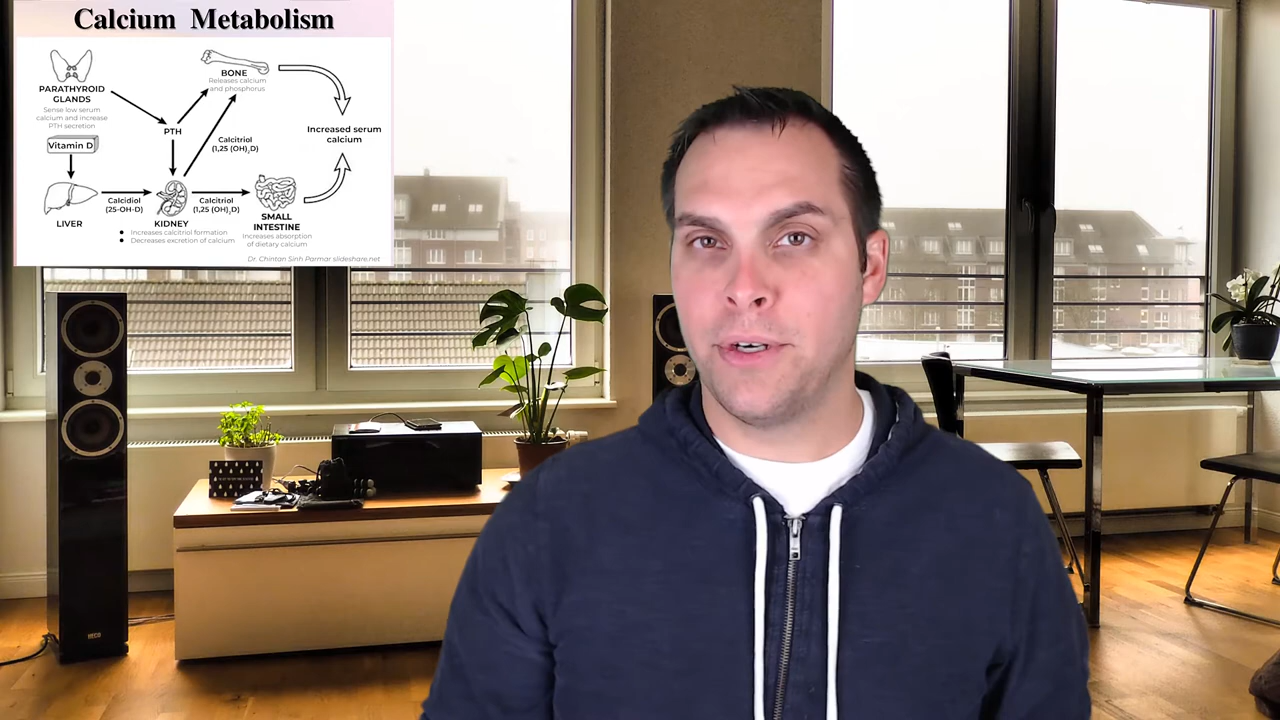 Calcium Metabolism
BONE
Releases calcium
and phosphorus
PARATHYROID
GLANDS
Sense low serum
calcium and increase
PTH secretion
PTH
Increased serum
calcium
Vitamin D
Calcitriol
(1,25 (OH)2D)
Calcidiol
(25-OH-D)
Calcitriol
(1,25 (OH)2D)
LIVER
KIDNEY
● Increases calcitriol formation
● Decreases excretion of calcium
SMALL
INTESTINE
Increases absorption
of dietary calcium
Dr. Chintan Sinh Parmar slideshare.net
HECO